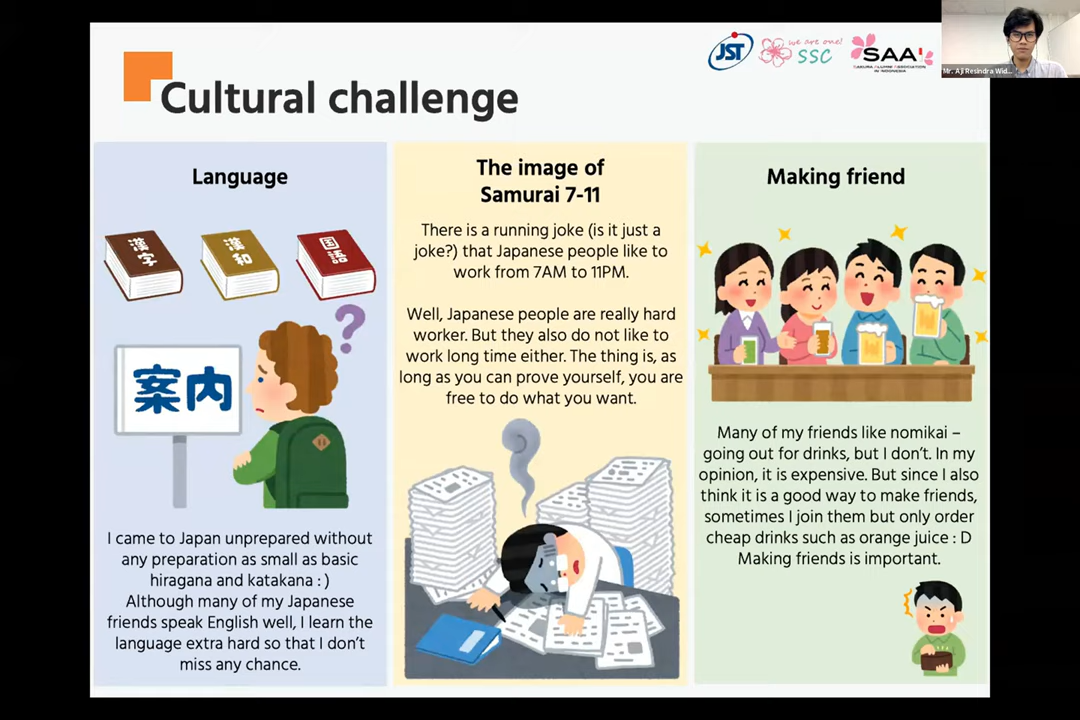 JST
we are one!
SSC
SAA
SAKURA ALUMNI ASSOCIATION
IN INDONESIA
Mr. Aji Resindra Wid...
Cultural challenge
Language
漢字
漢和
国語
案内
?
I came to Japan unprepared without
any preparation as small as basic
hiragana and katakana : )
Although many of my Japanese
friends speak English well, I learn the
language extra hard so that I don't
miss any chance.
The image of
Samurai 7-11
There is a running joke (is it just a
joke?) that Japanese people like to
work from 7AM to 11PM.
Well, Japanese people are really hard
worker. But they also do not like to
work long time either. The thing is, as
long as you can prove yourself, you are
free to do what you want.
Making friend
Many of my friends like nomikai –
going out for drinks, but I don't. In my
opinion, it is expensive. But since I also
think it is a good way to make friends,
sometimes I join them but only order
cheap drinks such as orange juice : D
Making friends is important.